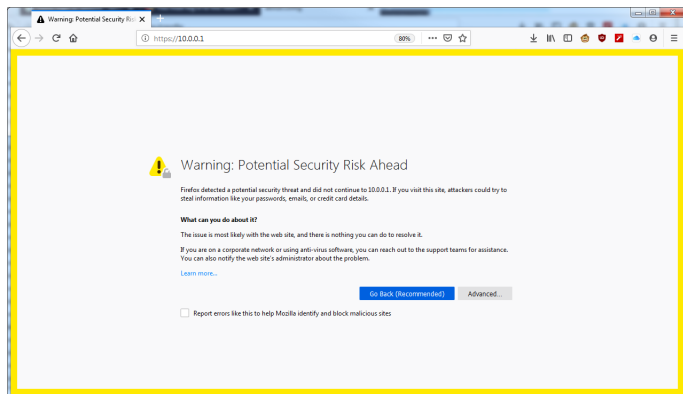 Warning: Potential Security Ris
https://10.0.0.1
80%
Warning: Potential Security Risk Ahead
Firefox detected a potential security threat and did not continue to 10.0.0.1. If you visit this site, attackers could try to
steal information like your passwords, emails, or credit card details.
What can you do about it?
The issue is most likely with the web site, and there is nothing you can do to resolve it.
If you are on a corporate network or using anti-virus software, you can reach out to the support teams for assistance.
You can also notify the web site's administrator about the problem.
Learn more...
Go Back (Recommended)
Advanced...
Report errors like this to help Mozilla identify and block malicious sites